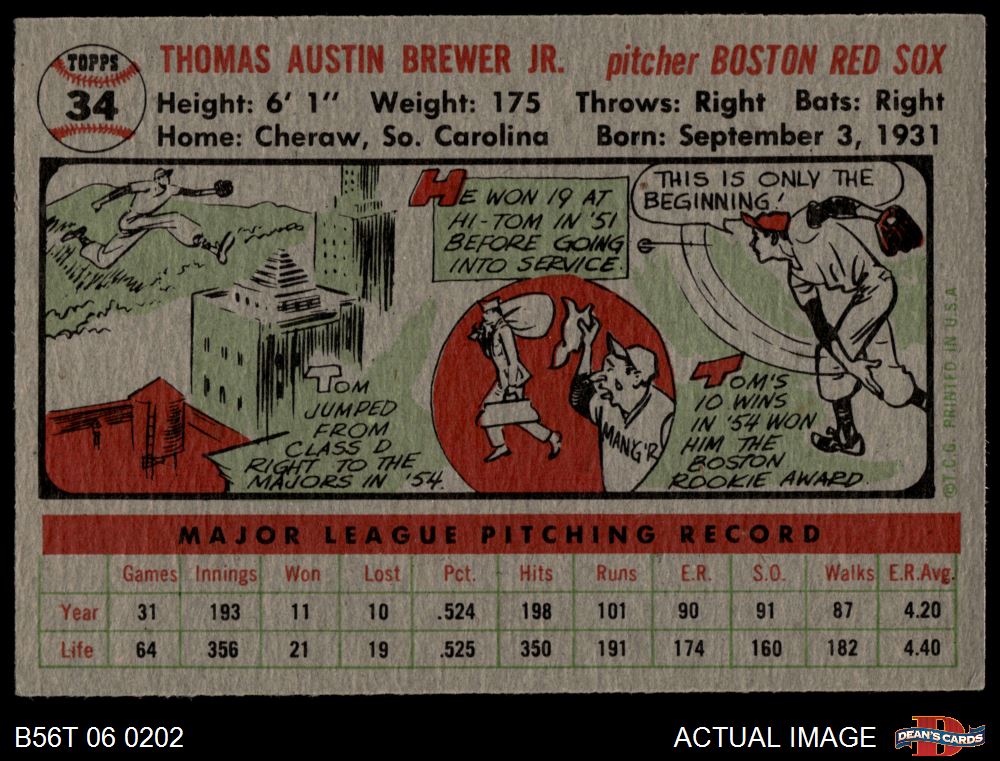 TOPPS
34
THOMAS AUSTIN BREWER JR. pitcher BOSTON RED SOX
Height: 6' 1" Weight: 175 Throws: Right Bats: Right
Home: Cheraw, So. Carolina Born: September 3, 1931
HE WON 19 AT
HI-TOM IN '51
BEFORE GOING
INTO SERVICE.
THIS IS ONLY THE
BEGINNING!
TOM
JUMPED
FROM
CLASS D
RIGHT TO THE
MAJORS IN '54.
MANG'R
TOM'S
10 WINS
IN '54 WON
HIM THE
BOSTON
ROOKIE AWARD.
©T.C.G. PRINTED IN U.S.A.
MAJOR LEAGUE PITCHING RECORD
Games Innings Won Lost Pct. Hits Runs E.R. S.O. Walks E.R.Avg.
Year 31 193 11 10 .524 198 101 90 91 87 4.20
Life 64 356 21 19 .525 350 191 174 160 182 4.40
B56T 06 0202 ACTUAL IMAGE DEAN'S CARDS